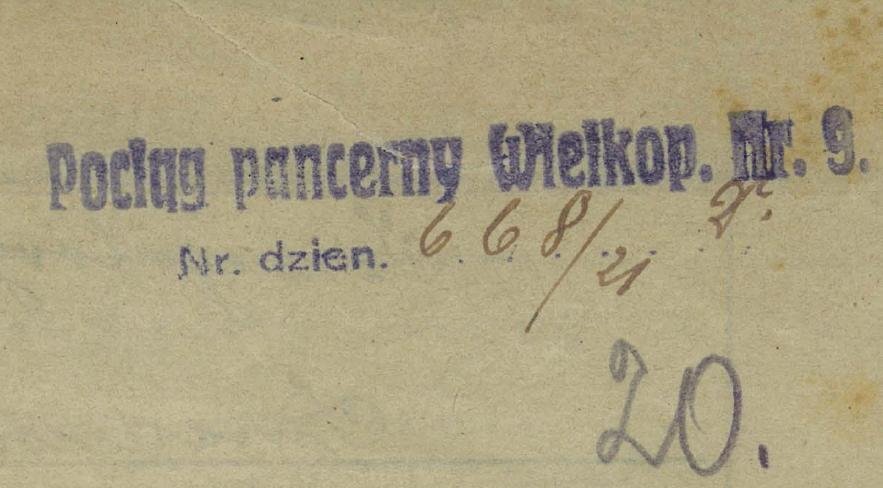 Pociąg pancerny Wielkop. Nr. 9.
Nr. dzien. 668/21
20.